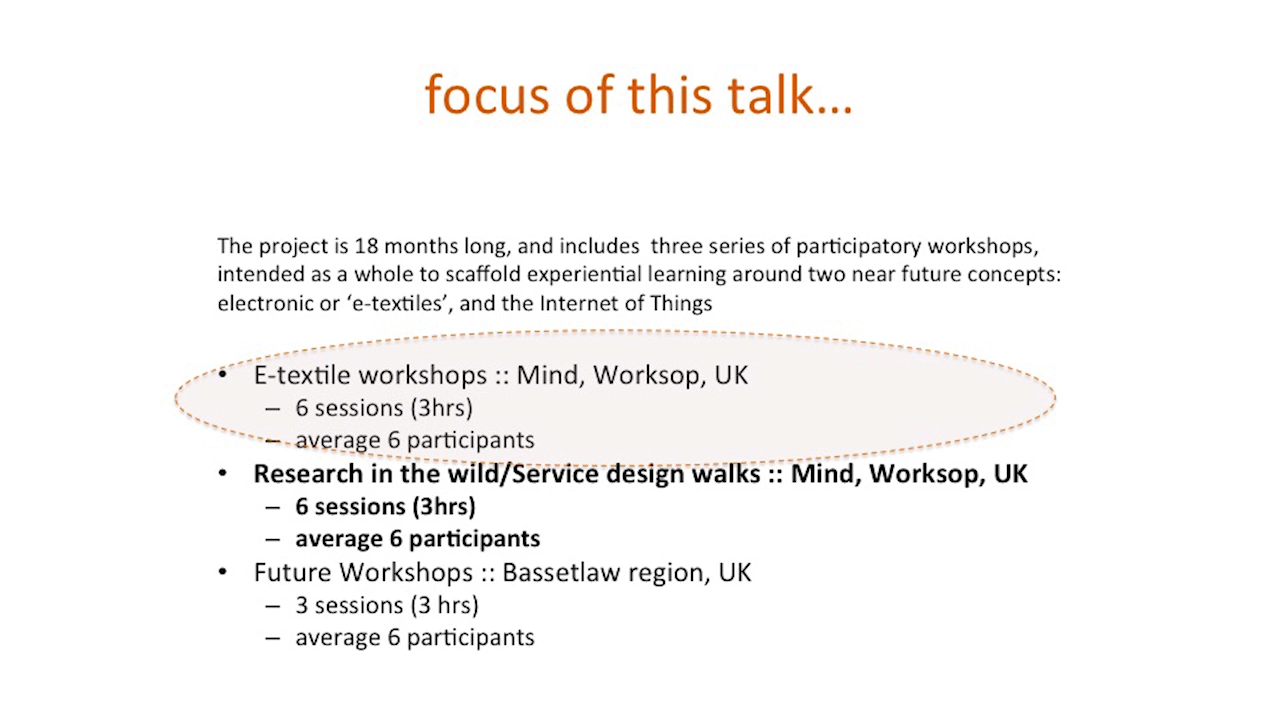 focus of this talk...
The project is 18 months long, and includes three series of participatory workshops,
intended as a whole to scaffold experiential learning around two near future concepts:
electronic or ‘e-textiles’, and the Internet of Things
• E-textile workshops :: Mind, Worksop, UK
– 6 sessions (3hrs)
– average 6 participants
• Research in the wild/Service design walks :: Mind, Worksop, UK
– 6 sessions (3hrs)
– average 6 participants
• Future Workshops :: Bassetlaw region, UK
– 3 sessions (3 hrs)
– average 6 participants